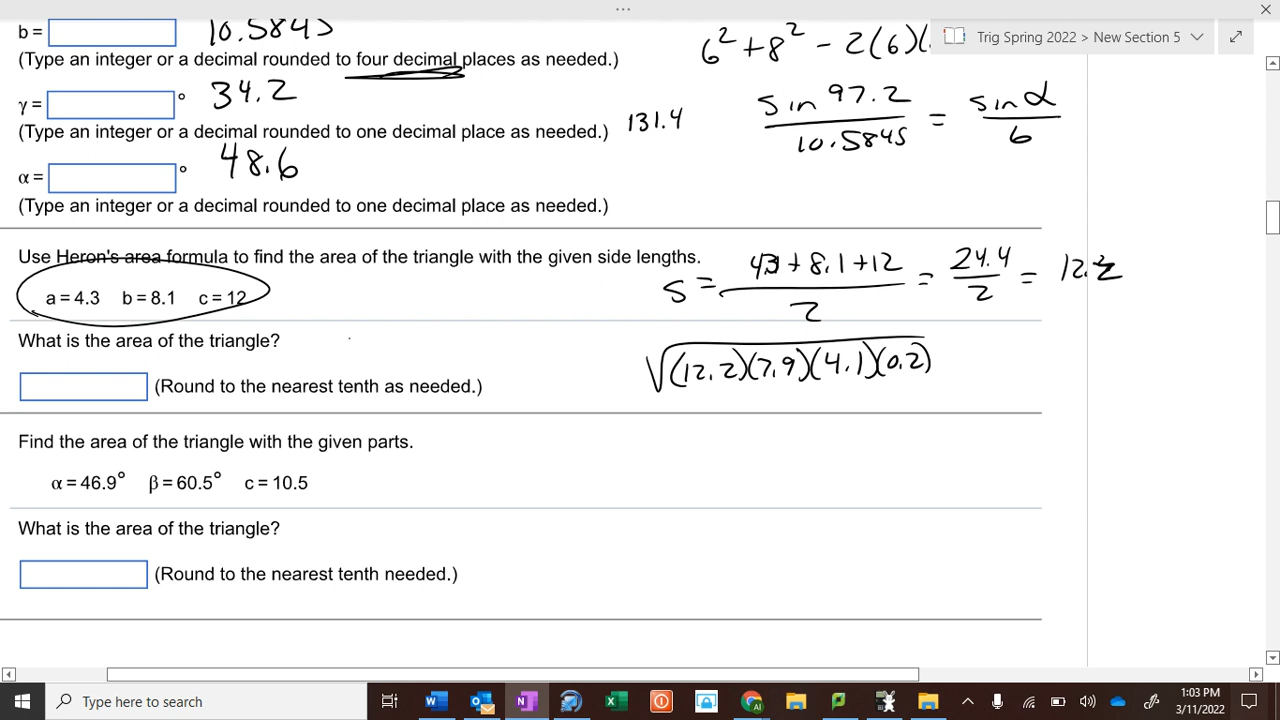 ...
b = 10.5845
6² + 8² - 2(6)(
Trig Spring 2022 > New Section 5
(Type an integer or a decimal rounded to four decimal places as needed.)
γ = ° 34.2
sin 97.2 / 10.5845 = sin α / 6
(Type an integer or a decimal rounded to one decimal place as needed.) 131.4
α = ° 48.6
(Type an integer or a decimal rounded to one decimal place as needed.)
Use Heron's area formula to find the area of the triangle with the given side lengths.
a = 4.3 b = 8.1 c = 12
s = 4.3 + 8.1 + 12 / 2 = 24.4 / 2 = 12.2
What is the area of the triangle?
√(12.2)(7.9)(4.1)(0.2)
(Round to the nearest tenth as needed.)
Find the area of the triangle with the given parts.
α = 46.9° β = 60.5° c = 10.5
What is the area of the triangle?
(Round to the nearest tenth needed.)
Type here to search
1:03 PM
3/11/2022